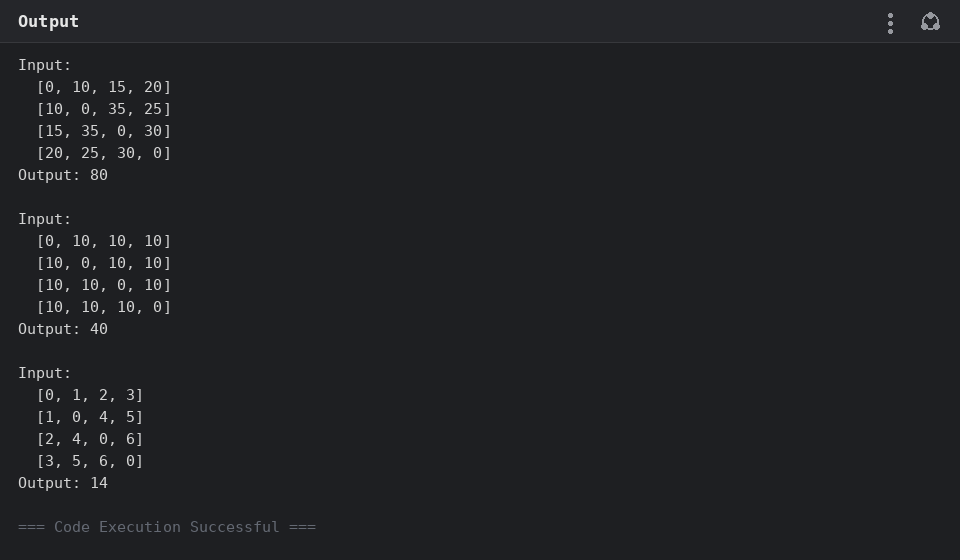 Output
Input:
  [0, 10, 15, 20]
  [10, 0, 35, 25]
  [15, 35, 0, 30]
  [20, 25, 30, 0]
Output: 80

Input:
  [0, 10, 10, 10]
  [10, 0, 10, 10]
  [10, 10, 0, 10]
  [10, 10, 10, 0]
Output: 40

Input:
  [0, 1, 2, 3]
  [1, 0, 4, 5]
  [2, 4, 0, 6]
  [3, 5, 6, 0]
Output: 14

=== Code Execution Successful ===